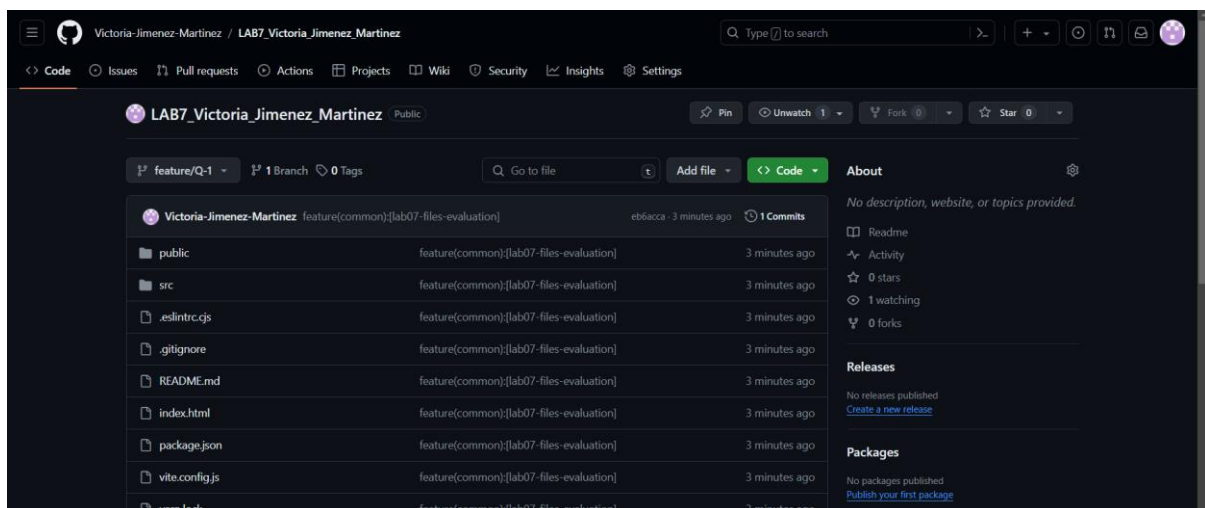 Victoria-Jimenez-Martinez / LAB7_Victoria_Jimenez_Martinez
Type / to search
Code Issues Pull requests Actions Projects Wiki Security Insights Settings
LAB7_Victoria_Jimenez_Martinez Public
Pin Unwatch 1 Fork 0 Star 0
feature/Q-1 1 Branch 0 Tags Go to file t Add file Code
Victoria-Jimenez-Martinez feature(common):[lab07-files-evaluation] eb6acca · 3 minutes ago 1 Commits
public feature(common):[lab07-files-evaluation] 3 minutes ago
src feature(common):[lab07-files-evaluation] 3 minutes ago
.eslintrc.cjs feature(common):[lab07-files-evaluation] 3 minutes ago
.gitignore feature(common):[lab07-files-evaluation] 3 minutes ago
README.md feature(common):[lab07-files-evaluation] 3 minutes ago
index.html feature(common):[lab07-files-evaluation] 3 minutes ago
package.json feature(common):[lab07-files-evaluation] 3 minutes ago
vite.config.js feature(common):[lab07-files-evaluation] 3 minutes ago
About
No description, website, or topics provided.
Readme
Activity
0 stars
1 watching
0 forks
Releases
No releases published
Create a new release
Packages
No packages published
Publish your first package